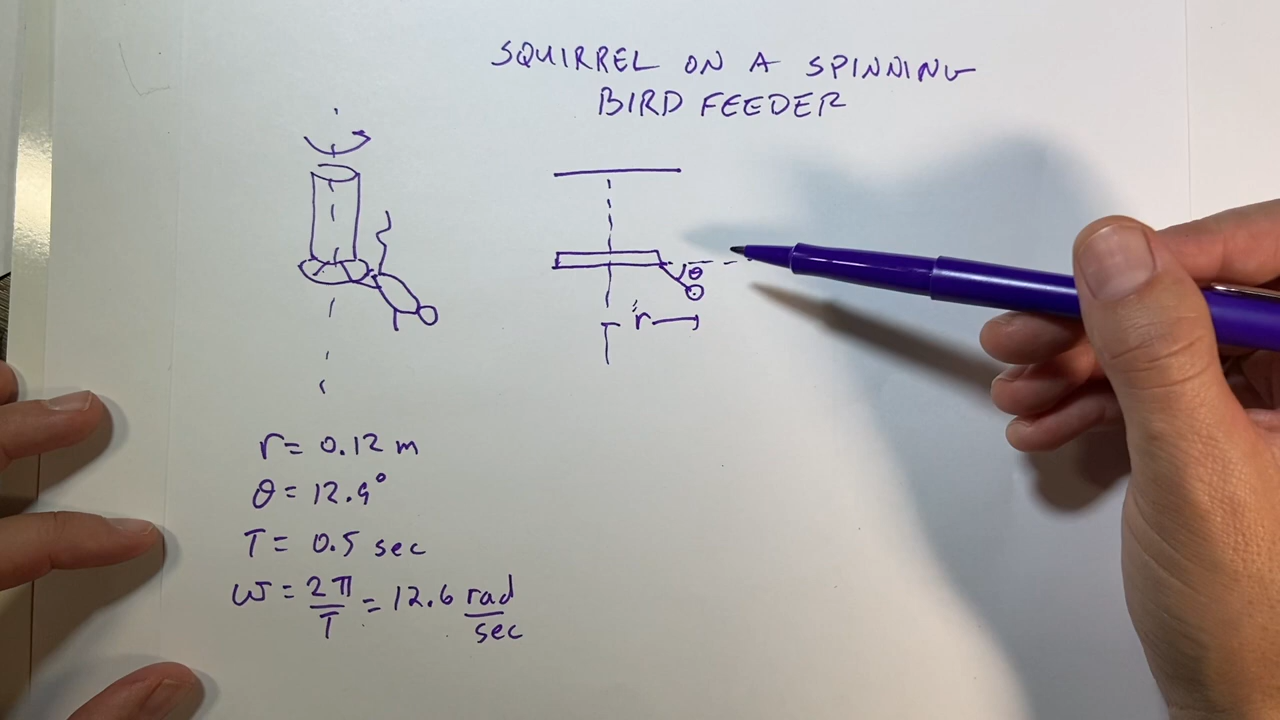 SQUIRREL ON A SPINNING
BIRD FEEDER
θ
r
r = 0.12 m
θ = 12.9°
T = 0.5 sec
ω = 2π/T = 12.6 rad/sec